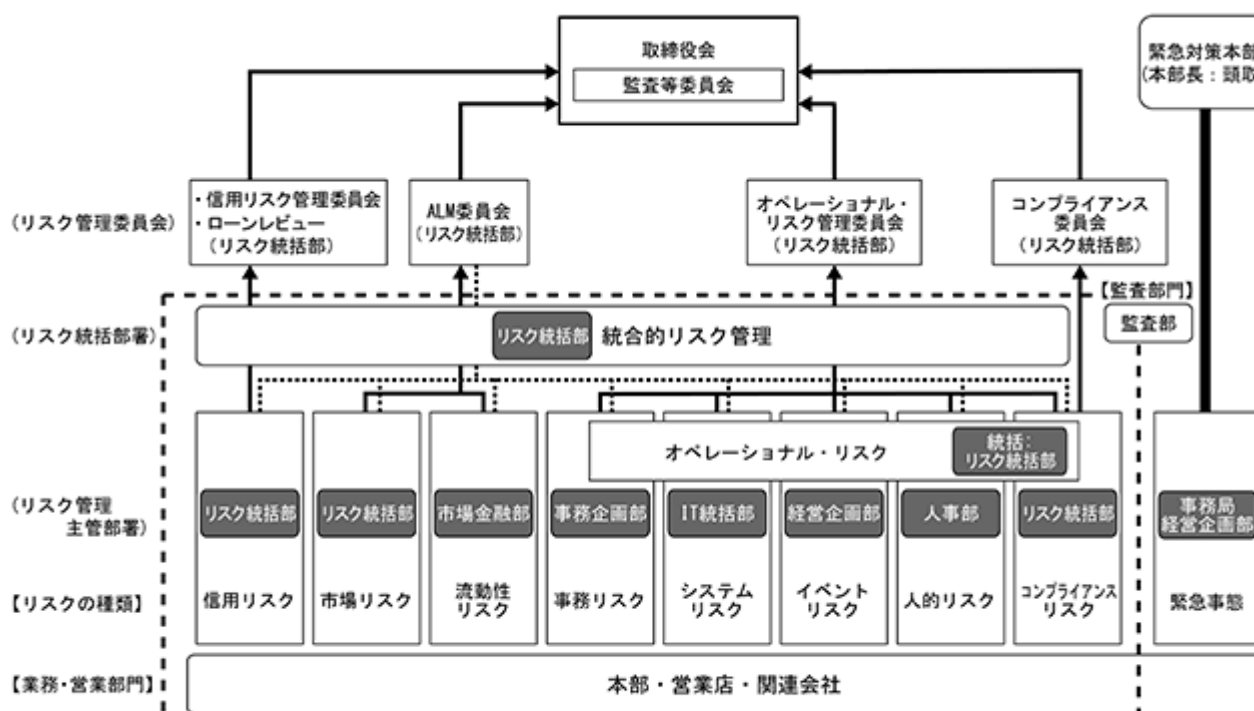 取締役会
監査等委員会
緊急対策本部
(本部長：頭取
(リスク管理委員会)
・信用リスク管理委員会
・ローンレビュー
(リスク統括部)
ALM委員会
(リスク統括部)
オペレーショナル・
リスク管理委員会
(リスク統括部)
コンプライアンス
委員会
(リスク統括部)
【監査部門】
監査部
(リスク統括部署)
リスク統括部 統合的リスク管理
オペレーショナル・リスク
統括：
リスク統括部
(リスク管理
主管部署)
リスク統括部
リスク統括部
市場金融部
事務企画部
IT統括部
経営企画部
人事部
リスク統括部
事務局
経営企画部
【リスクの種類】
信用リスク
市場リスク
流動性
リスク
事務リスク
システム
リスク
イベント
リスク
人的リスク
コンプライアンス
リスク
緊急事態
【業務・営業部門】
本部・営業店・関連会社